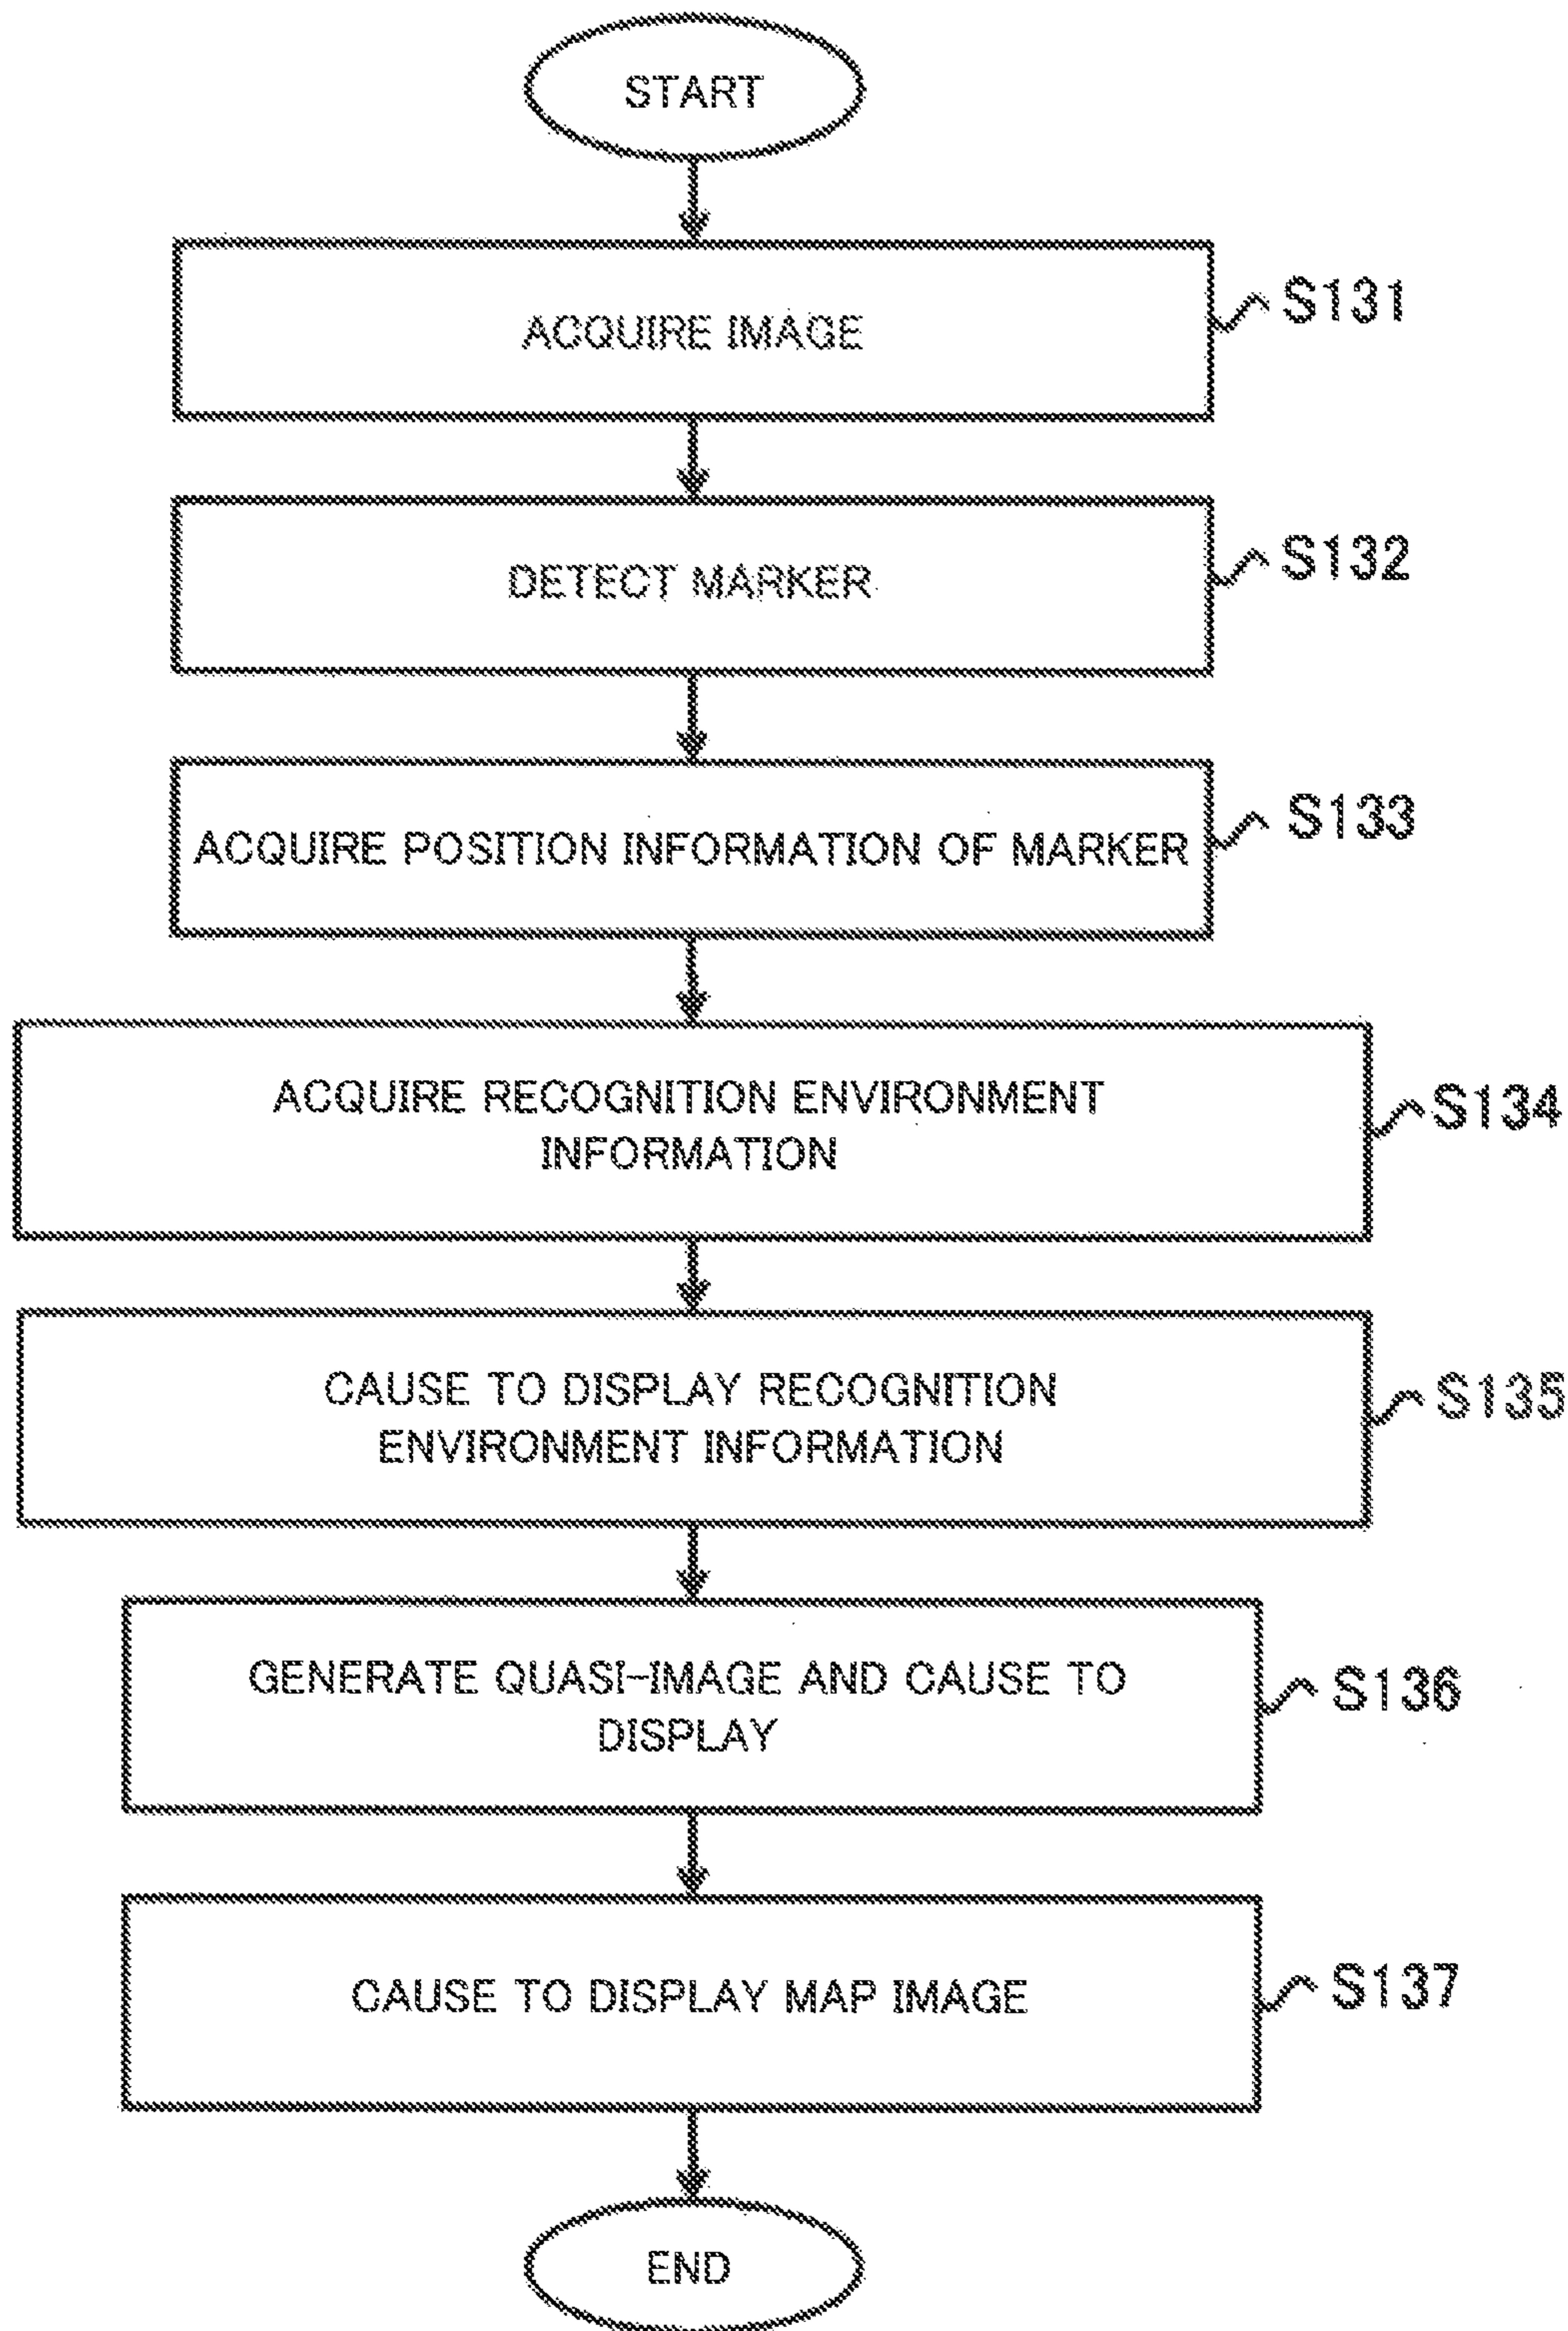 START
ACQUIRE IMAGE
S131
DETECT MARKER
S132
ACQUIRE POSITION INFORMATION OF MARKER
S133
ACQUIRE RECOGNITION ENVIRONMENT
INFORMATION
S134
CAUSE TO DISPLAY RECOGNITION
ENVIRONMENT INFORMATION
S135
GENERATE QUASI-IMAGE AND CAUSE TO
DISPLAY
S136
CAUSE TO DISPLAY MAP IMAGE
S137
END